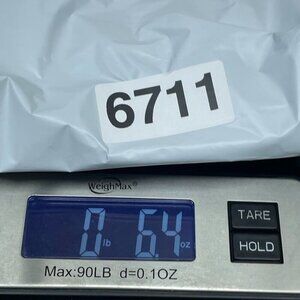 6711
WeighMax®
0 lb 6.4 oz
TARE
HOLD
Max:90LB d=0.1OZ